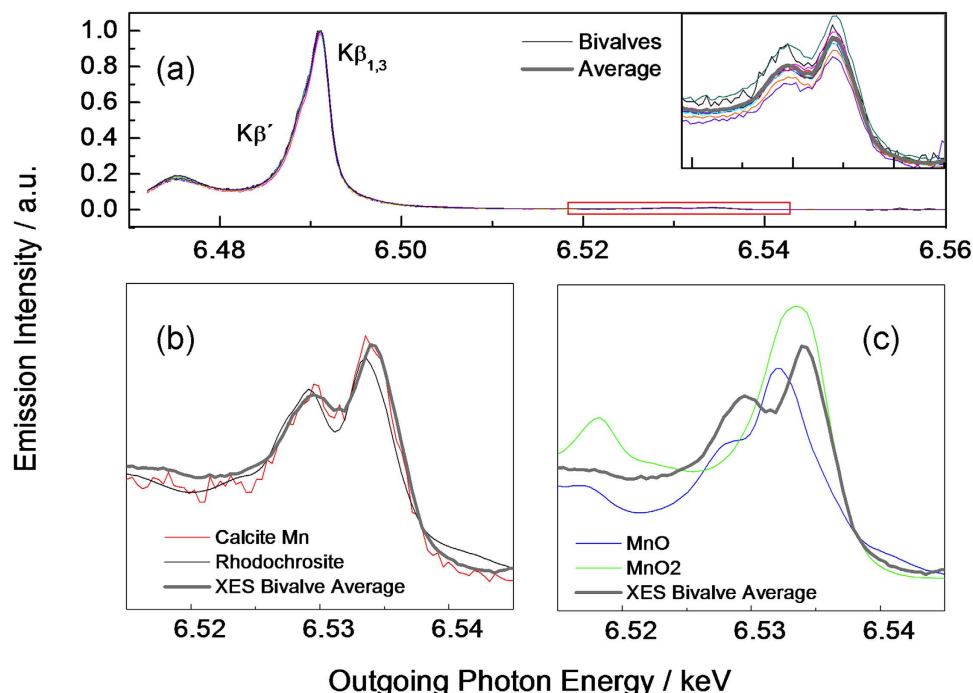 1.0
0.8
0.6
0.4
0.2
0.0
(a)
Kβ1,3
Kβ´
Bivalves
Average
6.48 6.50 6.52 6.54 6.56
Emission Intensity / a.u.
(b)
Calcite Mn
Rhodochrosite
XES Bivalve Average
6.52 6.53 6.54
(c)
MnO
MnO2
XES Bivalve Average
6.52 6.53 6.54
Outgoing Photon Energy / keV